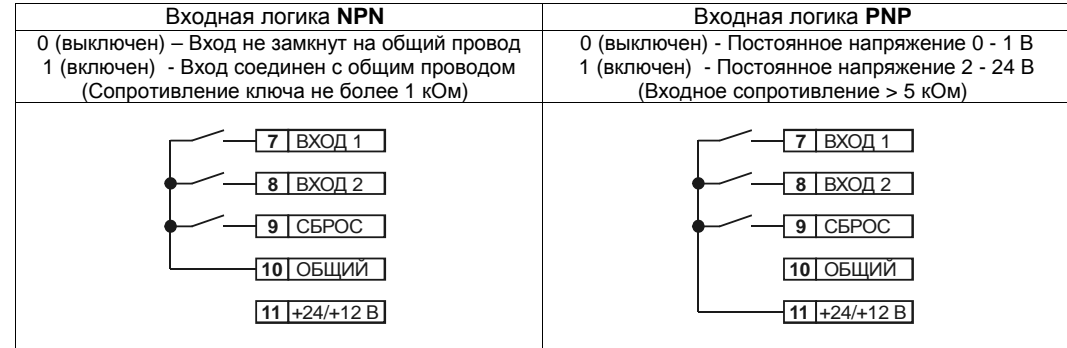 Входная логика NPN
0 (выключен) – Вход не замкнут на общий провод
1 (включен) - Вход соединен с общим проводом
(Сопротивление ключа не более 1 кОм)
7 ВХОД 1
8 ВХОД 2
9 СБРОС
10 ОБЩИЙ
11 +24/+12 В
Входная логика PNP
0 (выключен) - Постоянное напряжение 0 - 1 В
1 (включен) - Постоянное напряжение 2 - 24 В
(Входное сопротивление > 5 кОм)
7 ВХОД 1
8 ВХОД 2
9 СБРОС
10 ОБЩИЙ
11 +24/+12 В